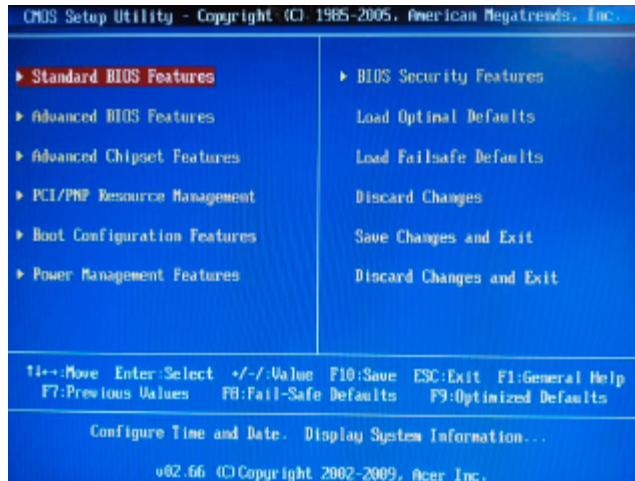 CMOS Setup Utility - Copyright (C) 1985-2005, American Megatrends, Inc.
▶ Standard BIOS Features
▶ Advanced BIOS Features
▶ Advanced Chipset Features
▶ PCI/PNP Resource Management
▶ Boot Configuration Features
▶ Power Management Features
▶ BIOS Security Features
Load Optimal Defaults
Load Failsafe Defaults
Discard Changes
Save Changes and Exit
Discard Changes and Exit
↑↓←→:Move Enter:Select +/-/:Value F10:Save ESC:Exit F1:General Help
F7:Previous Values F8:Fail-Safe Defaults F9:Optimized Defaults
Configure Time and Date. Display System Information...
v02.66 (C)Copyright 2002-2009, Acer Inc.